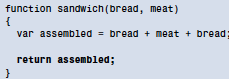 function sandwich(bread, meat)
{
  var assembled = bread + meat + bread;
  return assembled;
}